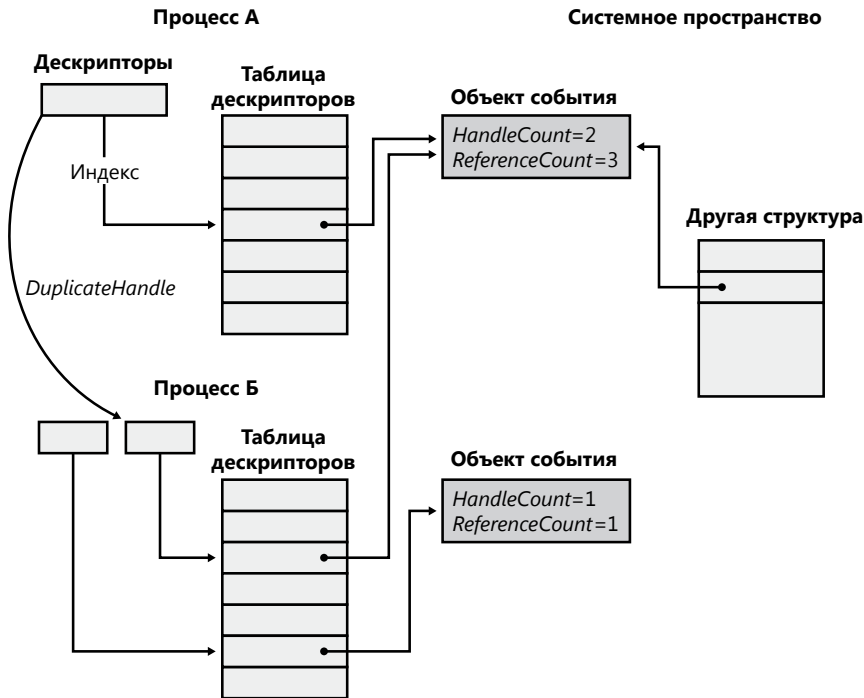 Процесс А
Системное пространство
Дескрипторы
Таблица
дескрипторов
Объект события
HandleCount=2
ReferenceCount=3
Индекс
Другая структура
DuplicateHandle
Процесс Б
Таблица
дескрипторов
Объект события
HandleCount=1
ReferenceCount=1